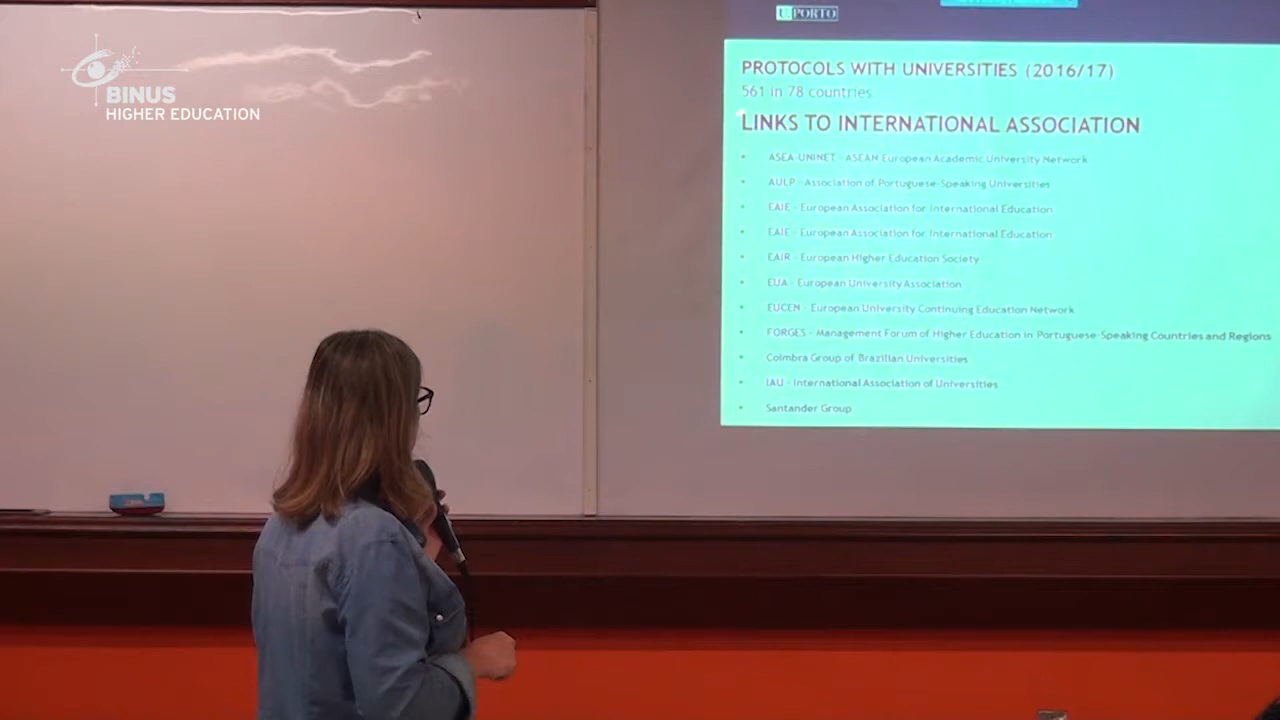 BINUS
HIGHER EDUCATION
U.PORTO
PROTOCOLS WITH UNIVERSITIES (2016/17)
561 in 78 countries
LINKS TO INTERNATIONAL ASSOCIATION
• ASEA-UNINET - ASEAN European Academic University Network
• AULP - Association of Portuguese-Speaking Universities
• EAIE - European Association for International Education
• EAIE - European Association for International Education
• EAIR - European Higher Education Society
• EUA - European University Association
• EUCEN - European University Continuing Education Network
• FORGES - Management Forum of Higher Education in Portuguese-Speaking Countries and Regions
• Coimbra Group of Brazilian Universities
• IAU - International Association of Universities
• Santander Group